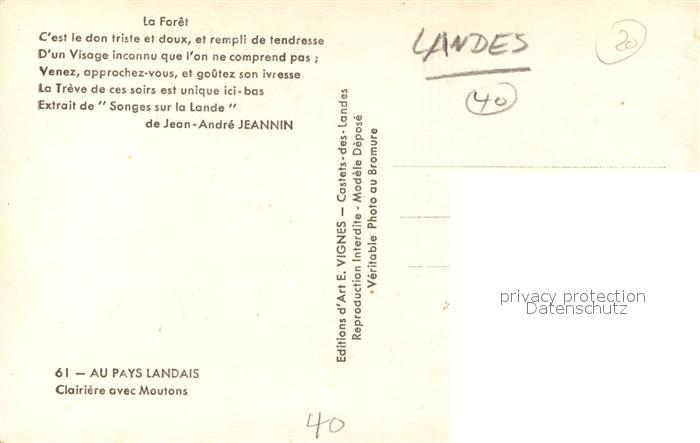 La Forêt
C'est le don triste et doux, et rempli de tendresse
D'un Visage inconnu que l'on ne comprend pas ;
Venez, approchez-vous, et goûtez son ivresse
La Trève de ces soirs est unique ici-bas
Extrait de " Songes sur la Lande "
de Jean-André JEANNIN
61 — AU PAYS LANDAIS
Clairière avec Moutons
40
Editions d'Art E. VIGNES — Castets-des-Landes
Reproduction Interdite - Modèle Déposé
Véritable Photo au Bromure
LANDES
20
40
privacy protection
Datenschutz